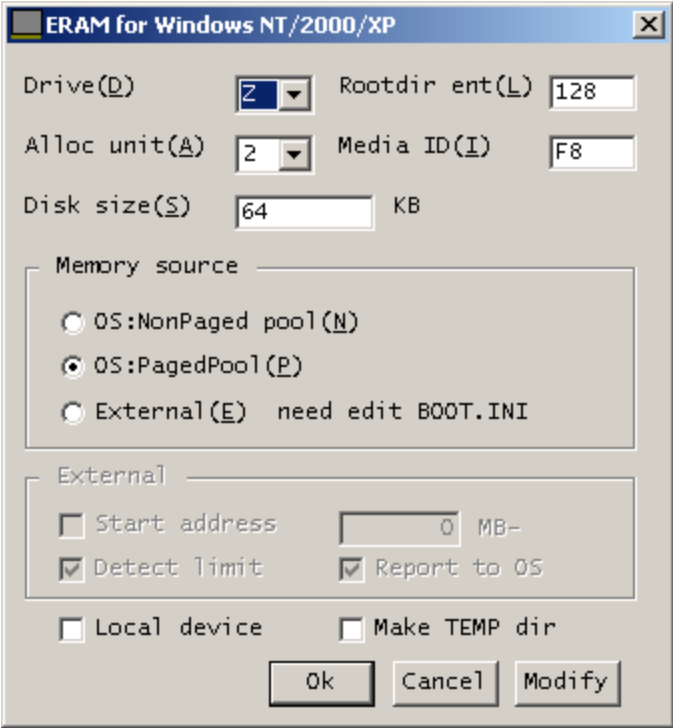 ERAM for Windows NT/2000/XP
Drive(D) Z Rootdir ent(L) 128
Alloc unit(A) 2 Media ID(I) F8
Disk size(S) 64 KB
Memory source
OS:NonPaged pool(N)
OS:PagedPool(P)
External(E) need edit BOOT.INI
External
Start address 0 MB-
Detect limit Report to OS
Local device Make TEMP dir
Ok Cancel Modify